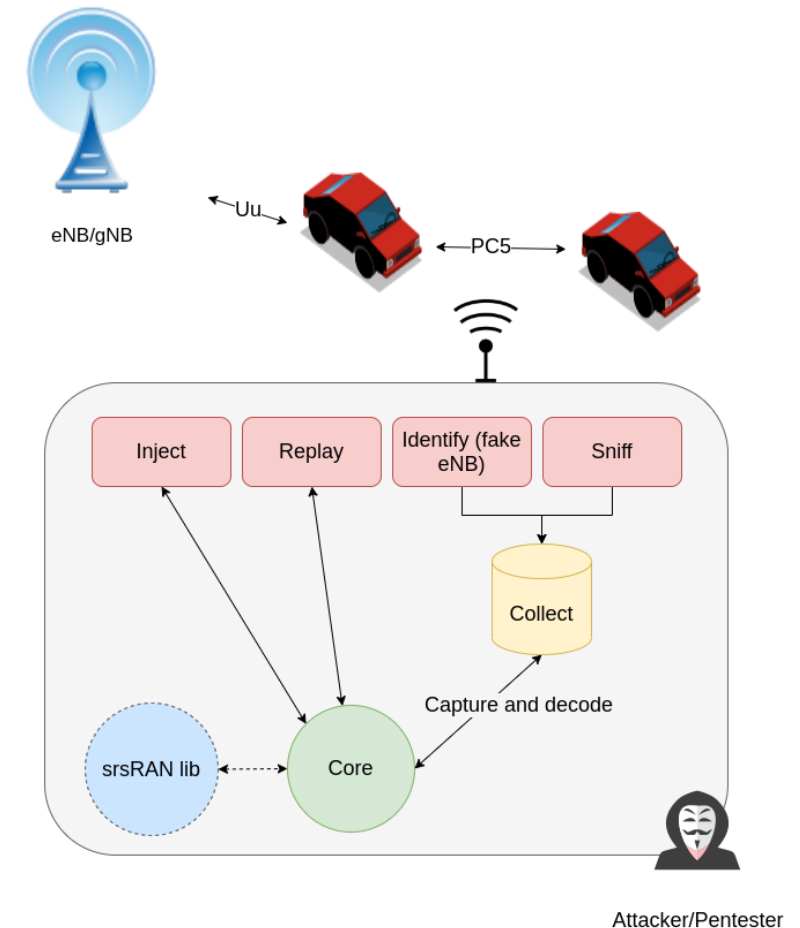 eNB/gNB
Uu
PC5
Inject
Replay
Identify (fake
eNB)
Sniff
Collect
Capture and decode
srsRAN lib
Core
Attacker/Pentester